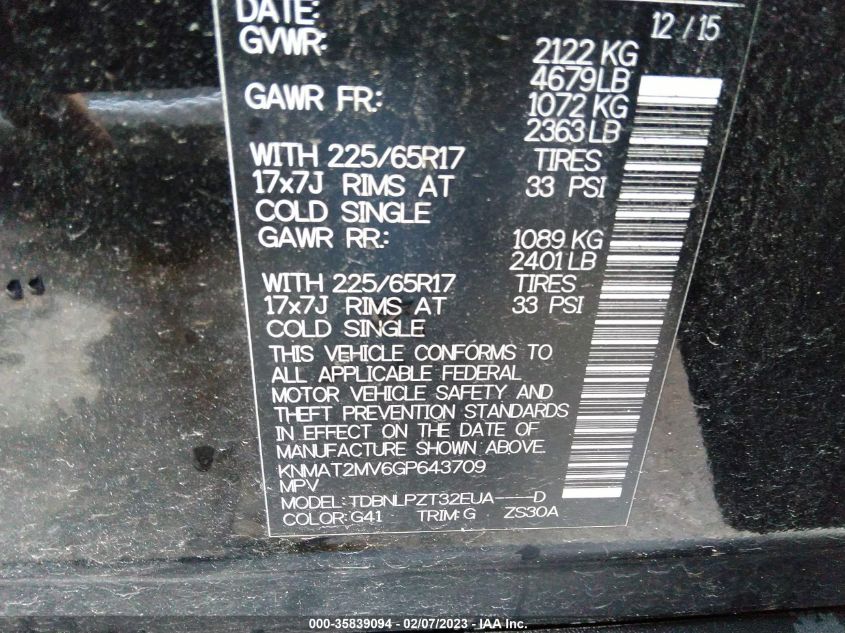 DATE: 12/15
GVWR: 2122 KG
4679LB
GAWR FR: 1072 KG
2363LB
WITH 225/65R17 TIRES
17x7J RIMS AT 33 PSI
COLD SINGLE
GAWR RR: 1089 KG
2401LB
WITH 225/65R17 TIRES
17x7J RIMS AT 33 PSI
COLD SINGLE
THIS VEHICLE CONFORMS TO
ALL APPLICABLE FEDERAL
MOTOR VEHICLE SAFETY AND
THEFT PREVENTION STANDARDS
IN EFFECT ON THE DATE OF
MANUFACTURE SHOWN ABOVE.
KNMAT2MV6GP643709
MPV
MODEL: TDBNLPZT32EUA----D
COLOR: G41 TRIM: G ZS30A
000-35839094 - 02/07/2023 - IAA Inc.